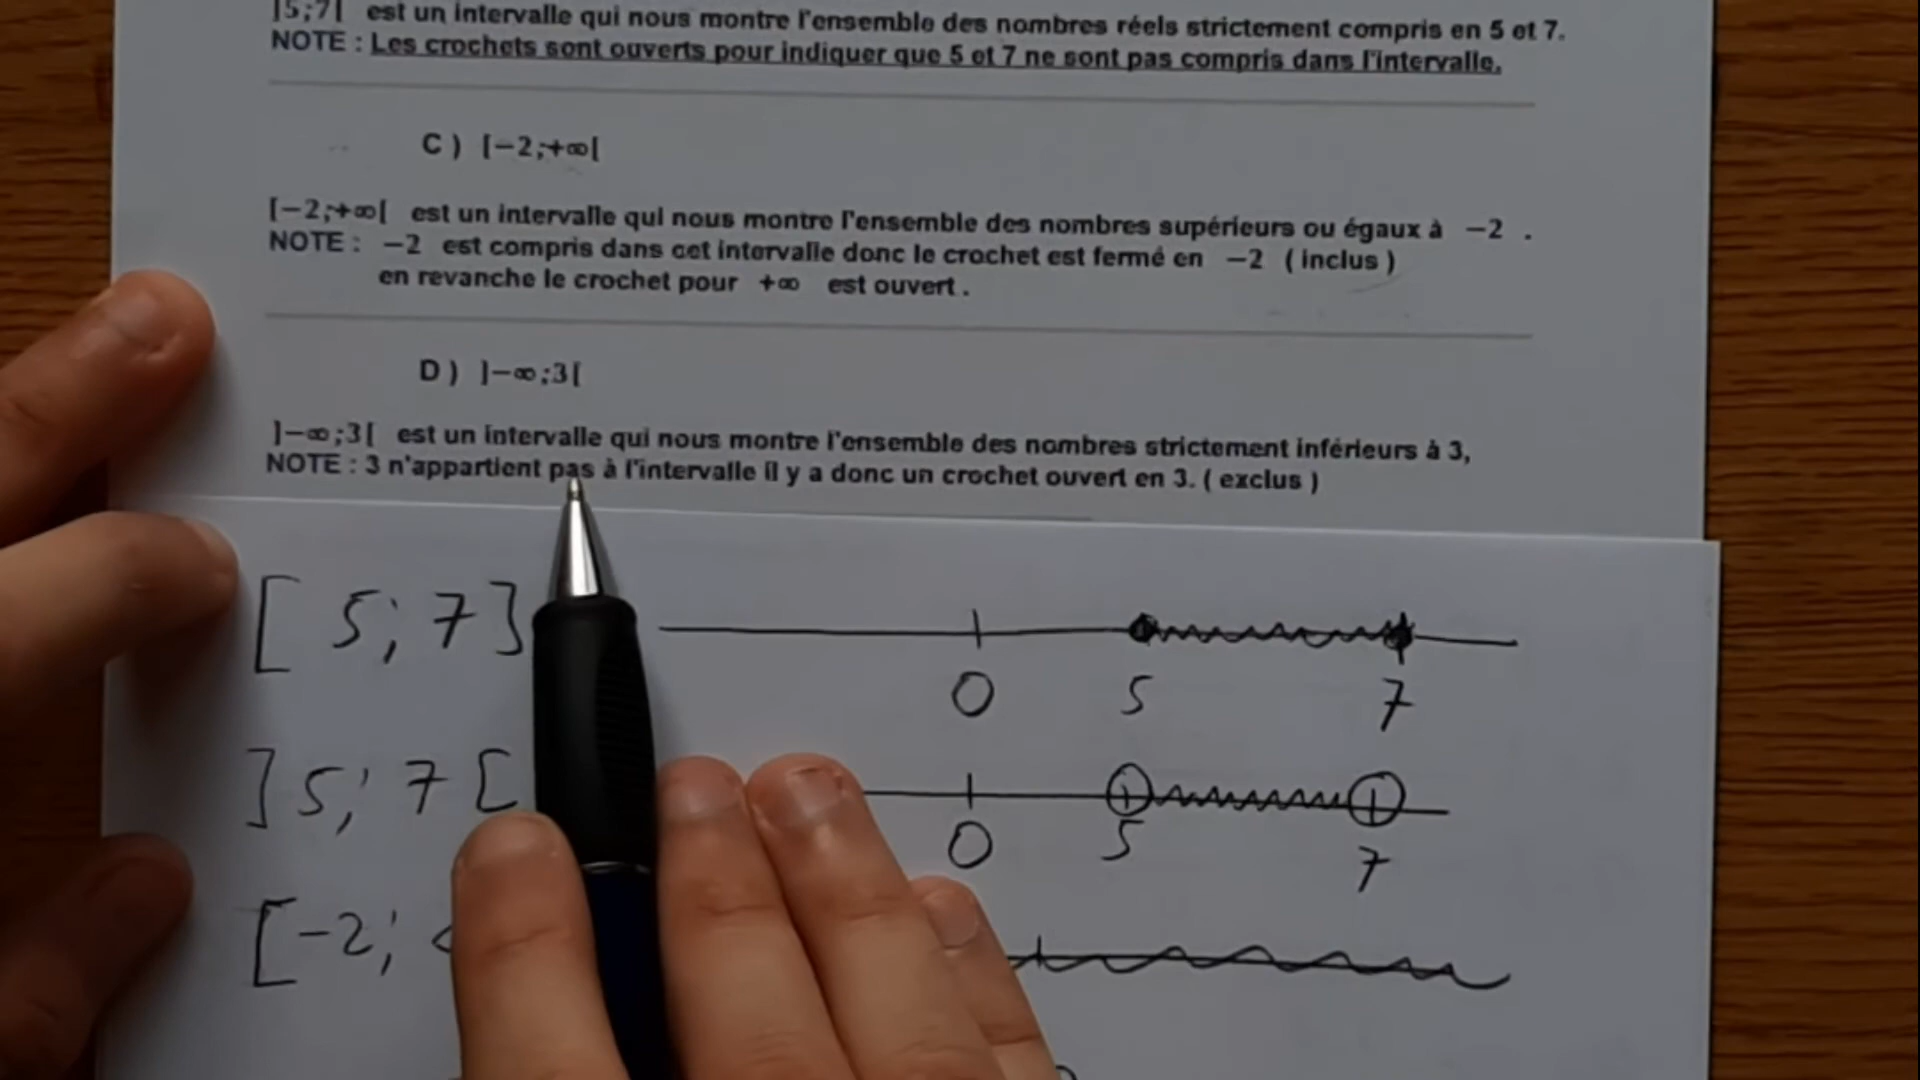 ]5;7[ est un intervalle qui nous montre l'ensemble des nombres réels strictement compris en 5 et 7.
NOTE : Les crochets sont ouverts pour indiquer que 5 et 7 ne sont pas compris dans l'intervalle.
C ) [−2;+∞[
[−2;+∞[ est un intervalle qui nous montre l'ensemble des nombres supérieurs ou égaux à −2 .
NOTE : −2 est compris dans cet intervalle donc le crochet est fermé en −2 ( inclus )
en revanche le crochet pour +∞ est ouvert .
D ) ]−∞;3[
]−∞;3[ est un intervalle qui nous montre l'ensemble des nombres strictement inférieurs à 3,
NOTE : 3 n'appartient pas à l'intervalle il y a donc un crochet ouvert en 3. ( exclus )
[ 5 ; 7 ]
0 5 7
] 5 ; 7 [
0 5 7
[ -2 ;